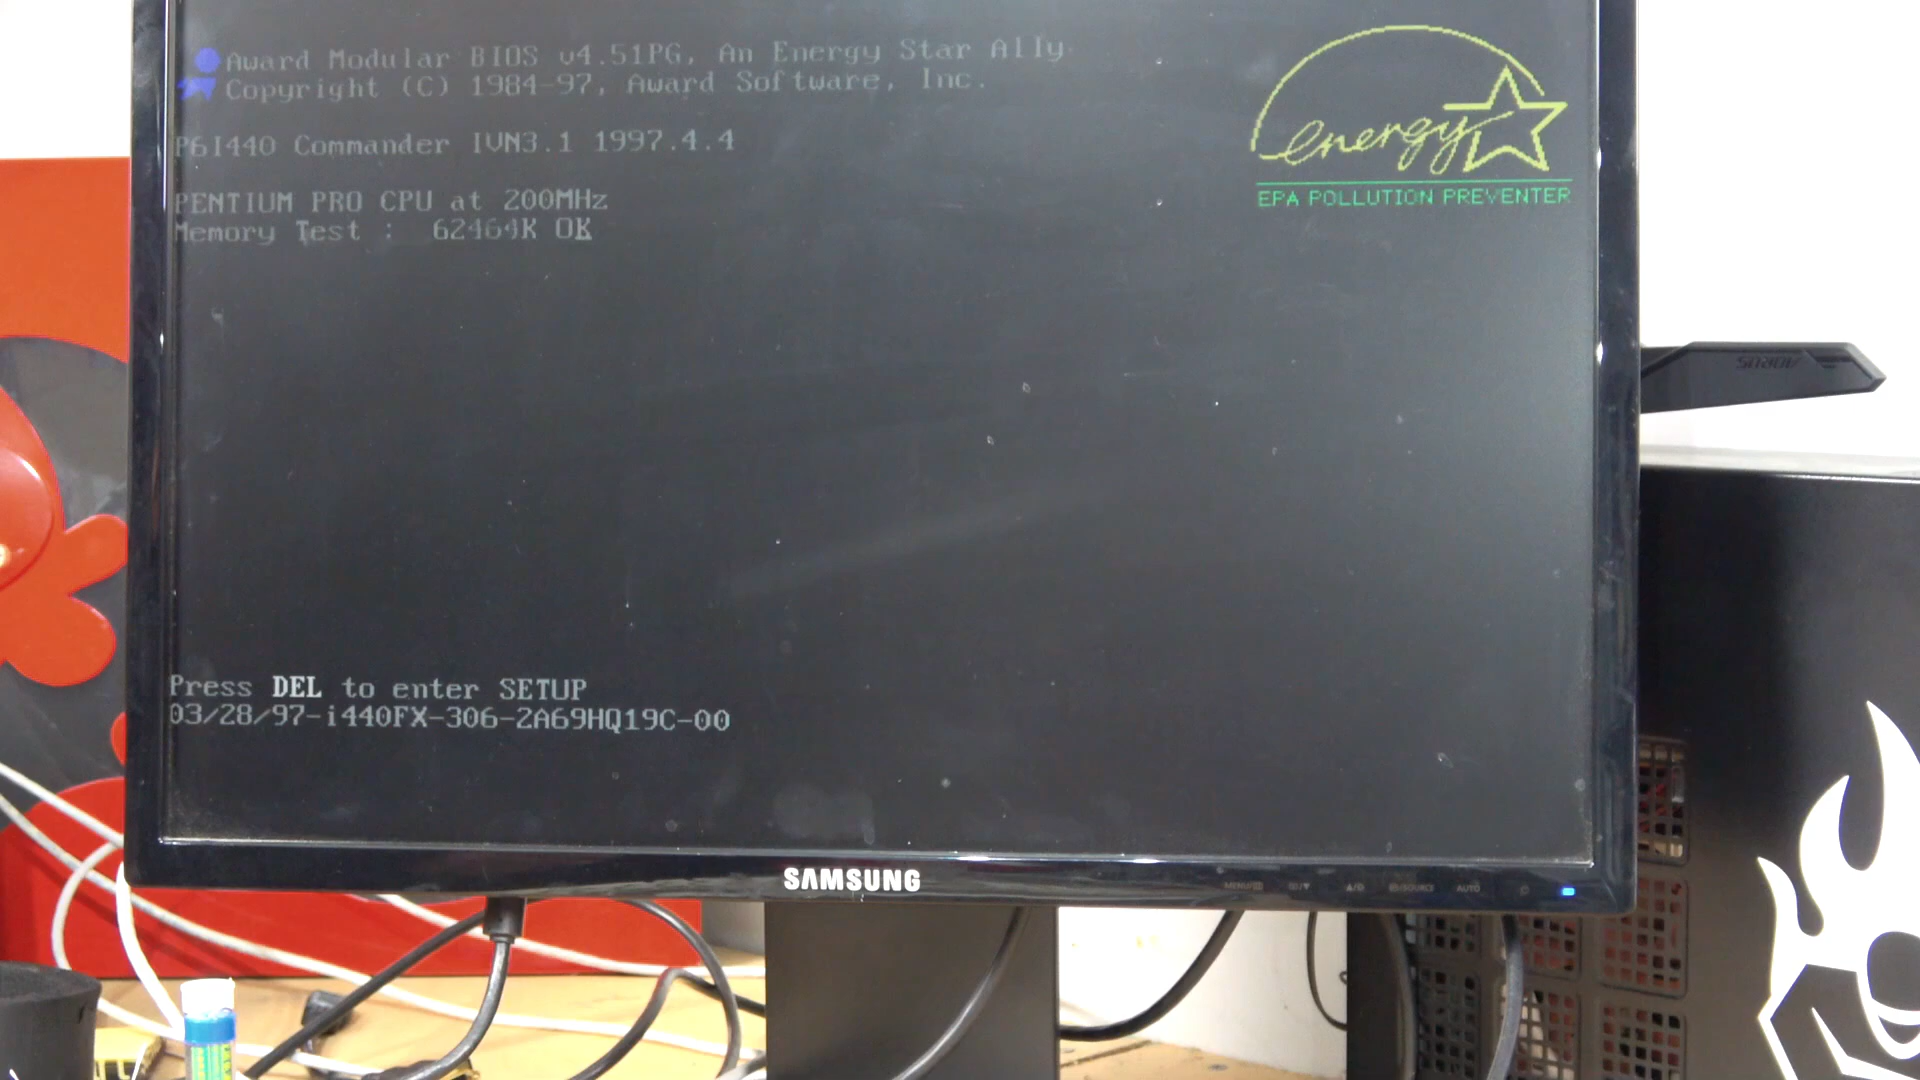 Award Modular BIOS v4.51PG, An Energy Star Ally
Copyright (C) 1984-97, Award Software, Inc.
energy
EPA POLLUTION PREVENTER
P6I440 Commander IVN3.1 1997.4.4
PENTIUM PRO CPU at 200MHz
Memory Test : 62464K OK
Press DEL to enter SETUP
03/28/97-i440FX-306-2A69HQ19C-00
SAMSUNG
AUTO
AORUS